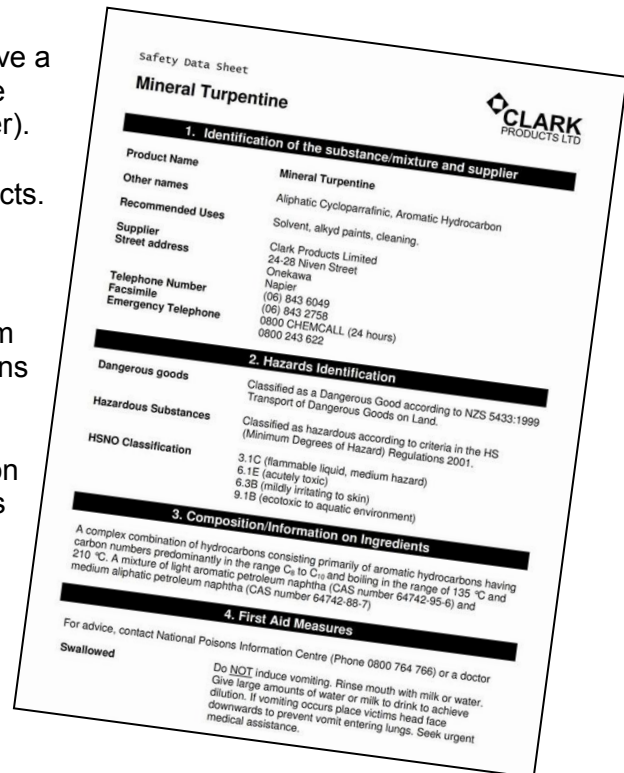 ve a
e
er).
cts.
m
ns
on
s
Safety Data Sheet
Mineral Turpentine
CLARK
PRODUCTS LTD
1. Identification of the substance/mixture and supplier
Product Name Mineral Turpentine
Other names Aliphatic Cycloparrafinic, Aromatic Hydrocarbon
Recommended Uses Solvent, alkyd paints, cleaning.
Supplier Clark Products Limited
Street address 24-28 Niven Street
Onekawa
Napier
Telephone Number (06) 843 6049
Facsimile (06) 843 2758
Emergency Telephone 0800 CHEMCALL (24 hours)
0800 243 622
2. Hazards Identification
Dangerous goods Classified as a Dangerous Good according to NZS 5433:1999
Transport of Dangerous Goods on Land.
Hazardous Substances Classified as hazardous according to criteria in the HS
(Minimum Degrees of Hazard) Regulations 2001.
HSNO Classification 3.1C (flammable liquid, medium hazard)
6.1E (acutely toxic)
6.3B (mildly irritating to skin)
9.1B (ecotoxic to aquatic environment)
3. Composition/Information on Ingredients
A complex combination of hydrocarbons consisting primarily of aromatic hydrocarbons having
carbon numbers predominantly in the range C₈ to C₁₀ and boiling in the range of 135 °C and
210 °C. A mixture of light aromatic petroleum naphtha (CAS number 64742-95-6) and
medium aliphatic petroleum naphtha (CAS number 64742-88-7)
4. First Aid Measures
For advice, contact National Poisons Information Centre (Phone 0800 764 766) or a doctor
Swallowed Do NOT induce vomiting. Rinse mouth with milk or water.
Give large amounts of water or milk to drink to achieve
dilution. If vomiting occurs place victims head face
downwards to prevent vomit entering lungs. Seek urgent
medical assistance.